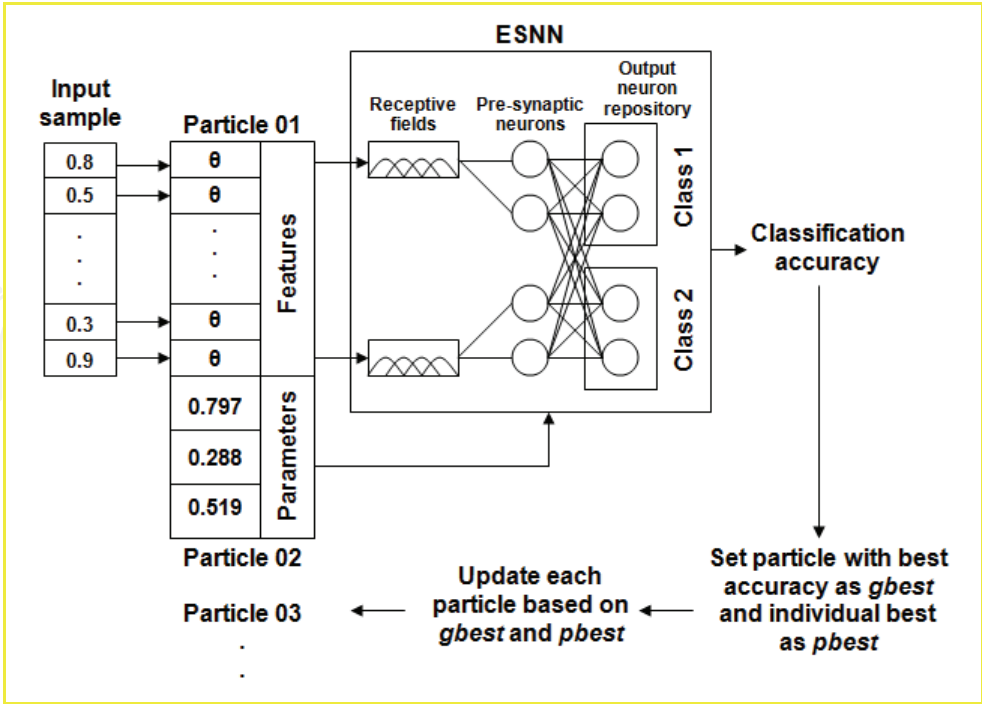 ESNN
Input
sample
Particle 01
Receptive
fields
Pre-synaptic
neurons
Output
neuron
repository
0.8
0.5
.
.
.
0.3
0.9
θ
θ
.
.
.
θ
θ
Features
0.797
0.288
0.519
Parameters
Class 1
Class 2
Classification
accuracy
Particle 02
Particle 03
.
.
Update each
particle based on
gbest and pbest
Set particle with best
accuracy as gbest
and individual best
as pbest